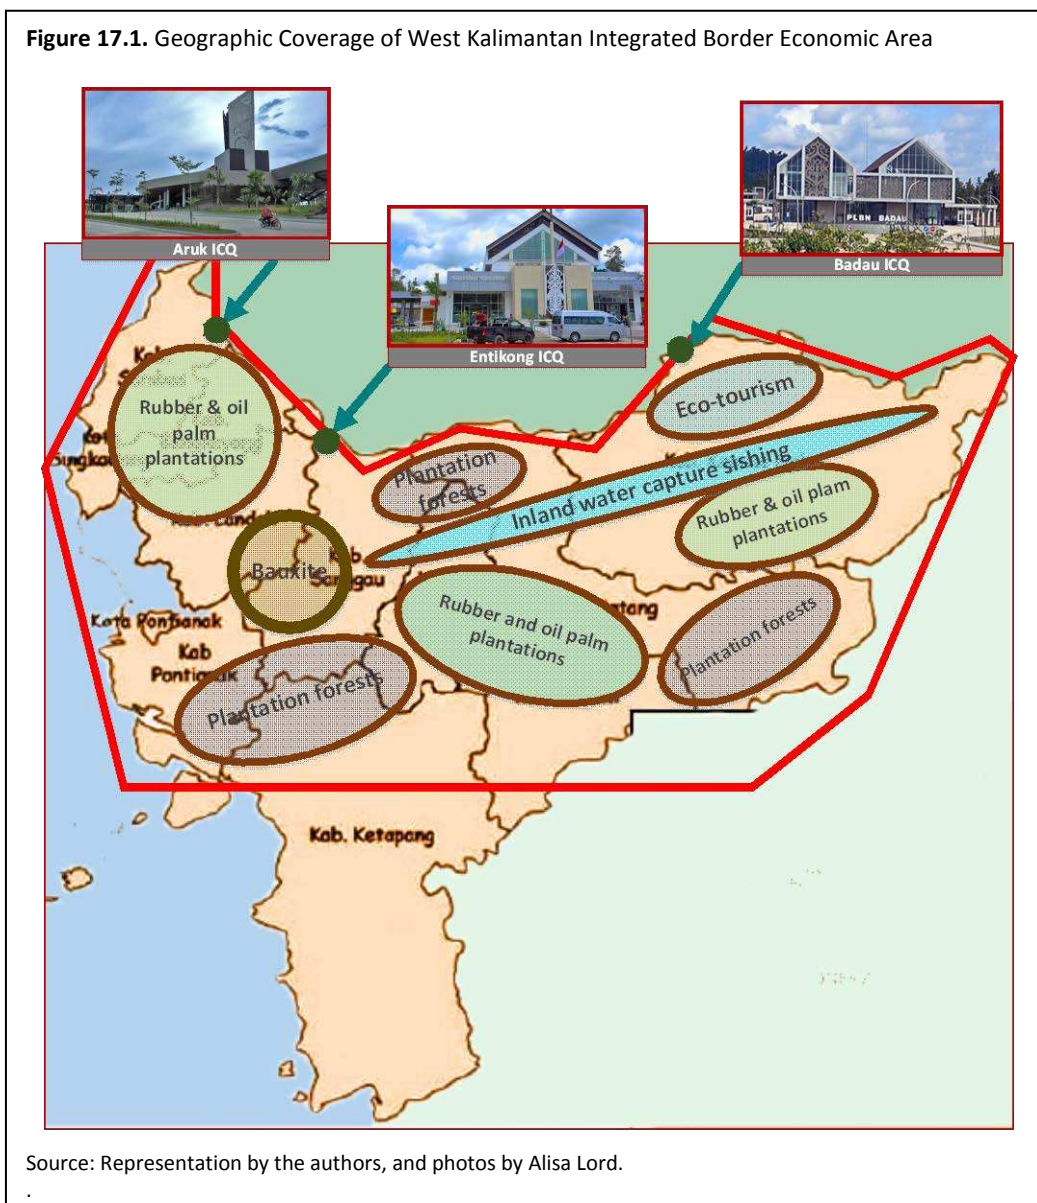 Figure 17.1. Geographic Coverage of West Kalimantan Integrated Border Economic Area
Aruk ICQ
PLBN BADAU
Badau ICQ
Entikong ICQ
Rubber & oil
palm
plantations
Eco-tourism
Plantation
forests
Inland water capture sishing
Rubber & oil plam
plantations
Bauxite
Kota Pontianak
Kab
Pontianak
Rubber and oil palm
plantations
Plantation forests
Plantation forests
Kab. Ketapang
Source: Representation by the authors, and photos by Alisa Lord.
.